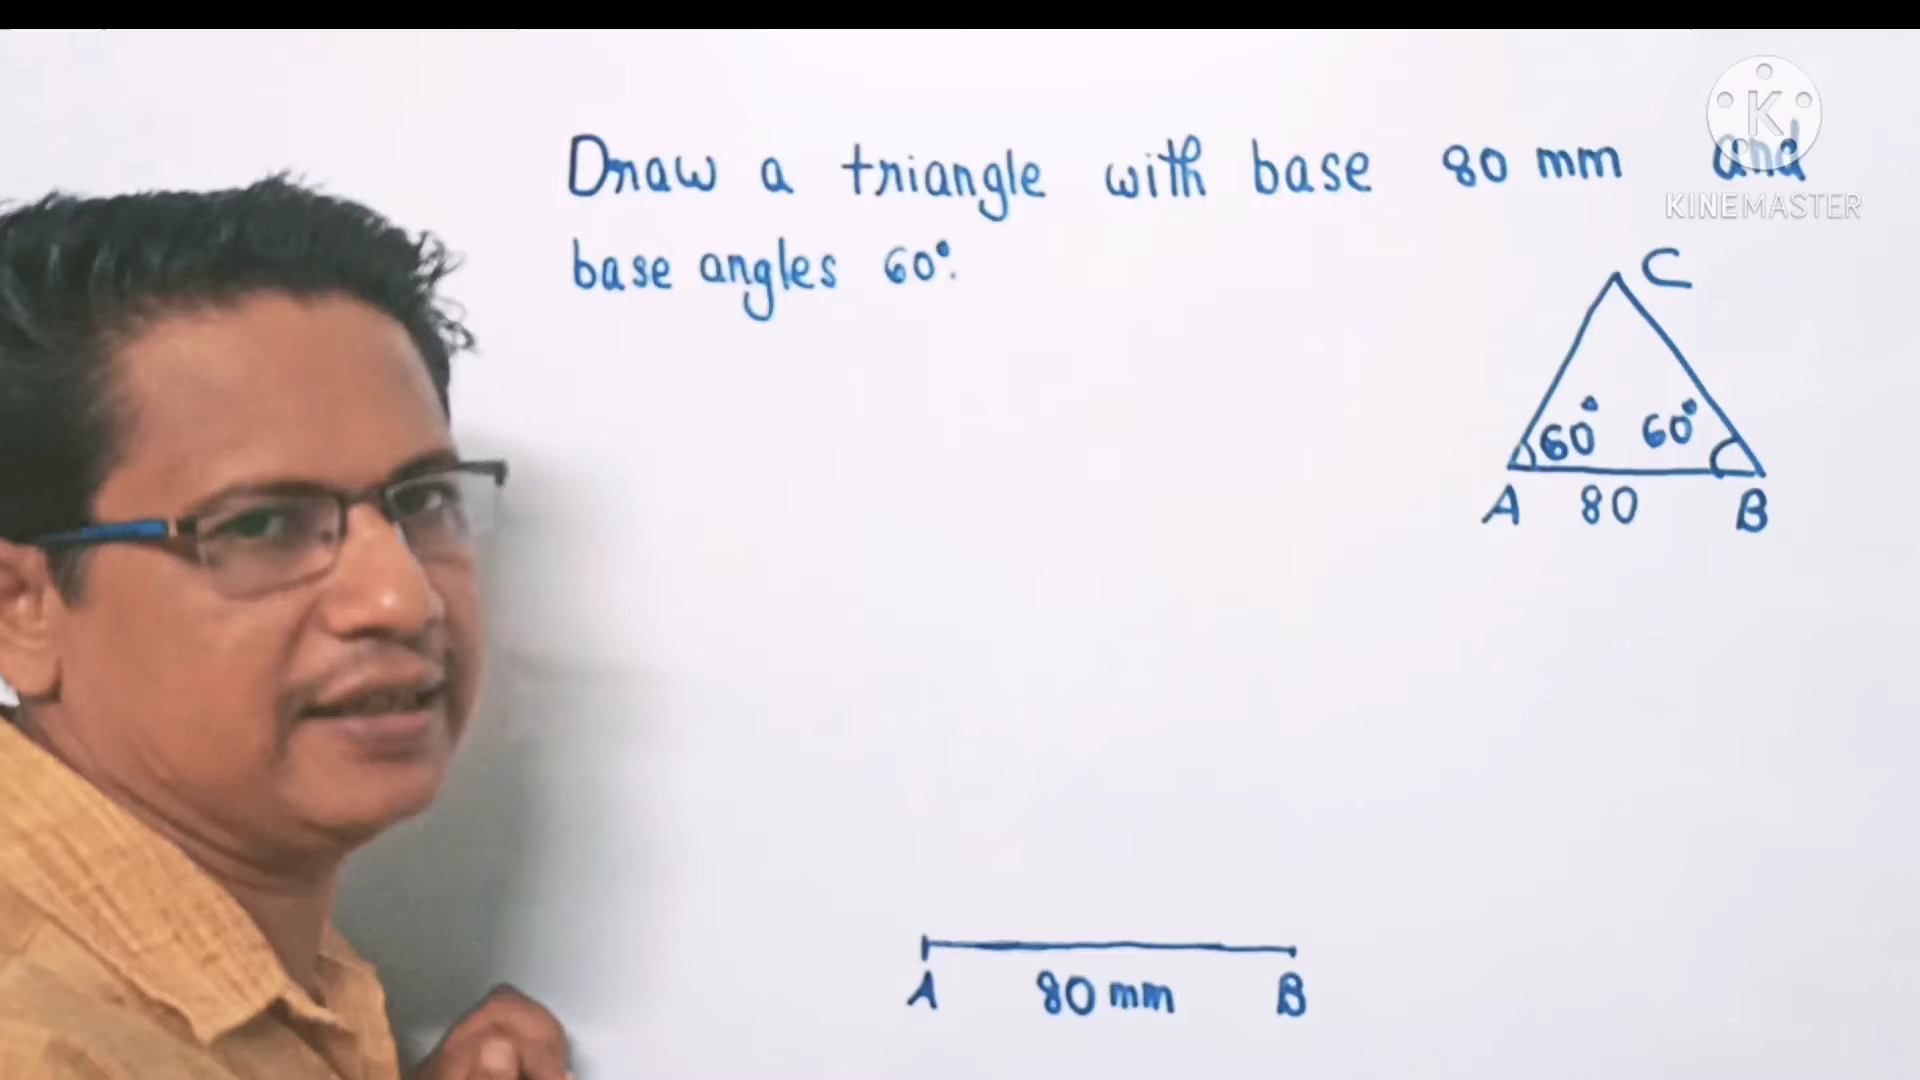 Draw a triangle with base 80 mm and
base angles 60°.
C
60° 60°
A 80 B
A 80 mm B
K
KINEMASTER